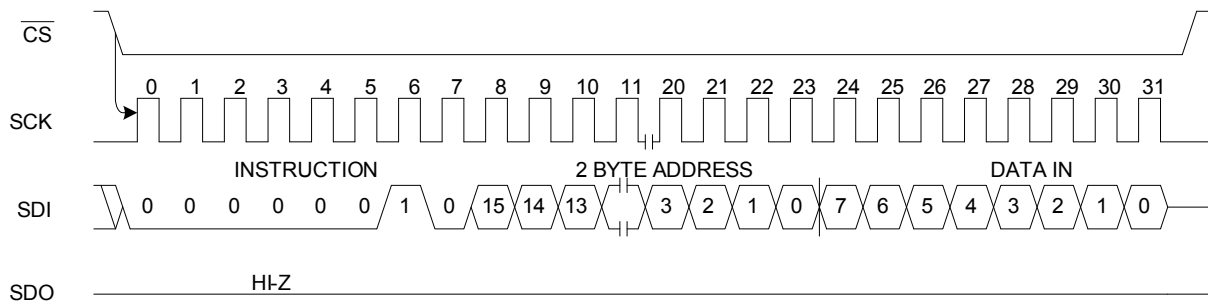 CS
0 1 2 3 4 5 6 7 8 9 10 11 20 21 22 23 24 25 26 27 28 29 30 31
SCK
INSTRUCTION 2 BYTE ADDRESS DATA IN
SDI 0 0 0 0 0 0 1 0 15 14 13 3 2 1 0 7 6 5 4 3 2 1 0
HI-Z
SDO